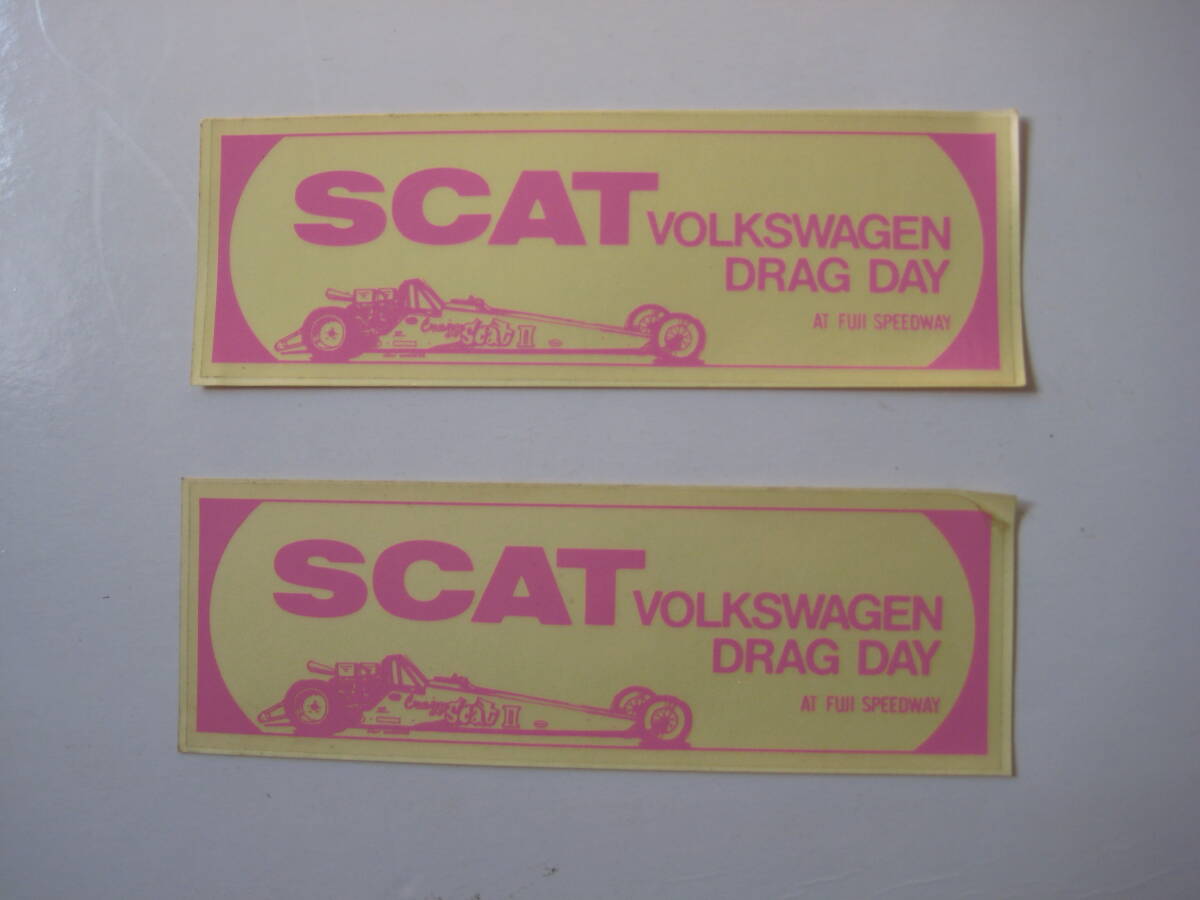 SCAT VOLKSWAGEN
DRAG DAY
AT FUJI SPEEDWAY
Scat II
SCAT VOLKSWAGEN
DRAG DAY
AT FUJI SPEEDWAY
Scat II